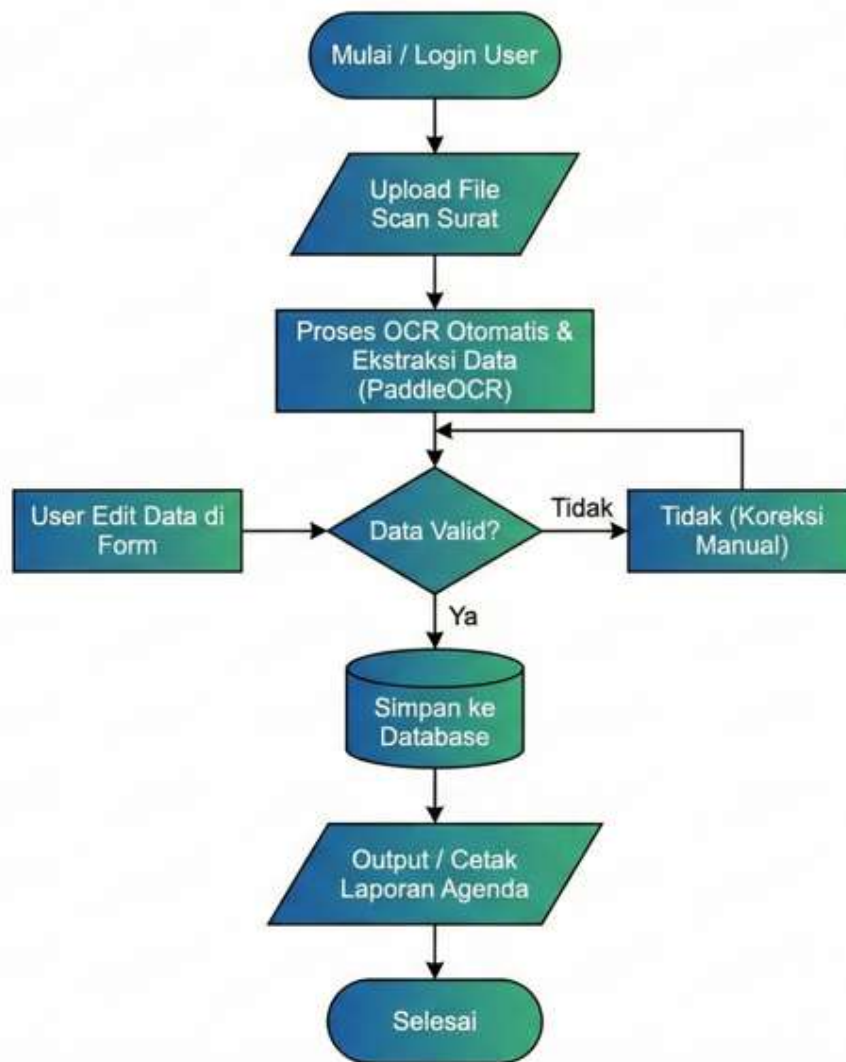 Mulai / Login User
Upload File
Scan Surat
Proses OCR Otomatis &
Ekstraksi Data
(PaddleOCR)
User Edit Data di
Form
Data Valid?
Tidak
Tidak (Koreksi
Manual)
Ya
Simpan ke
Database
Output / Cetak
Laporan Agenda
Selesai